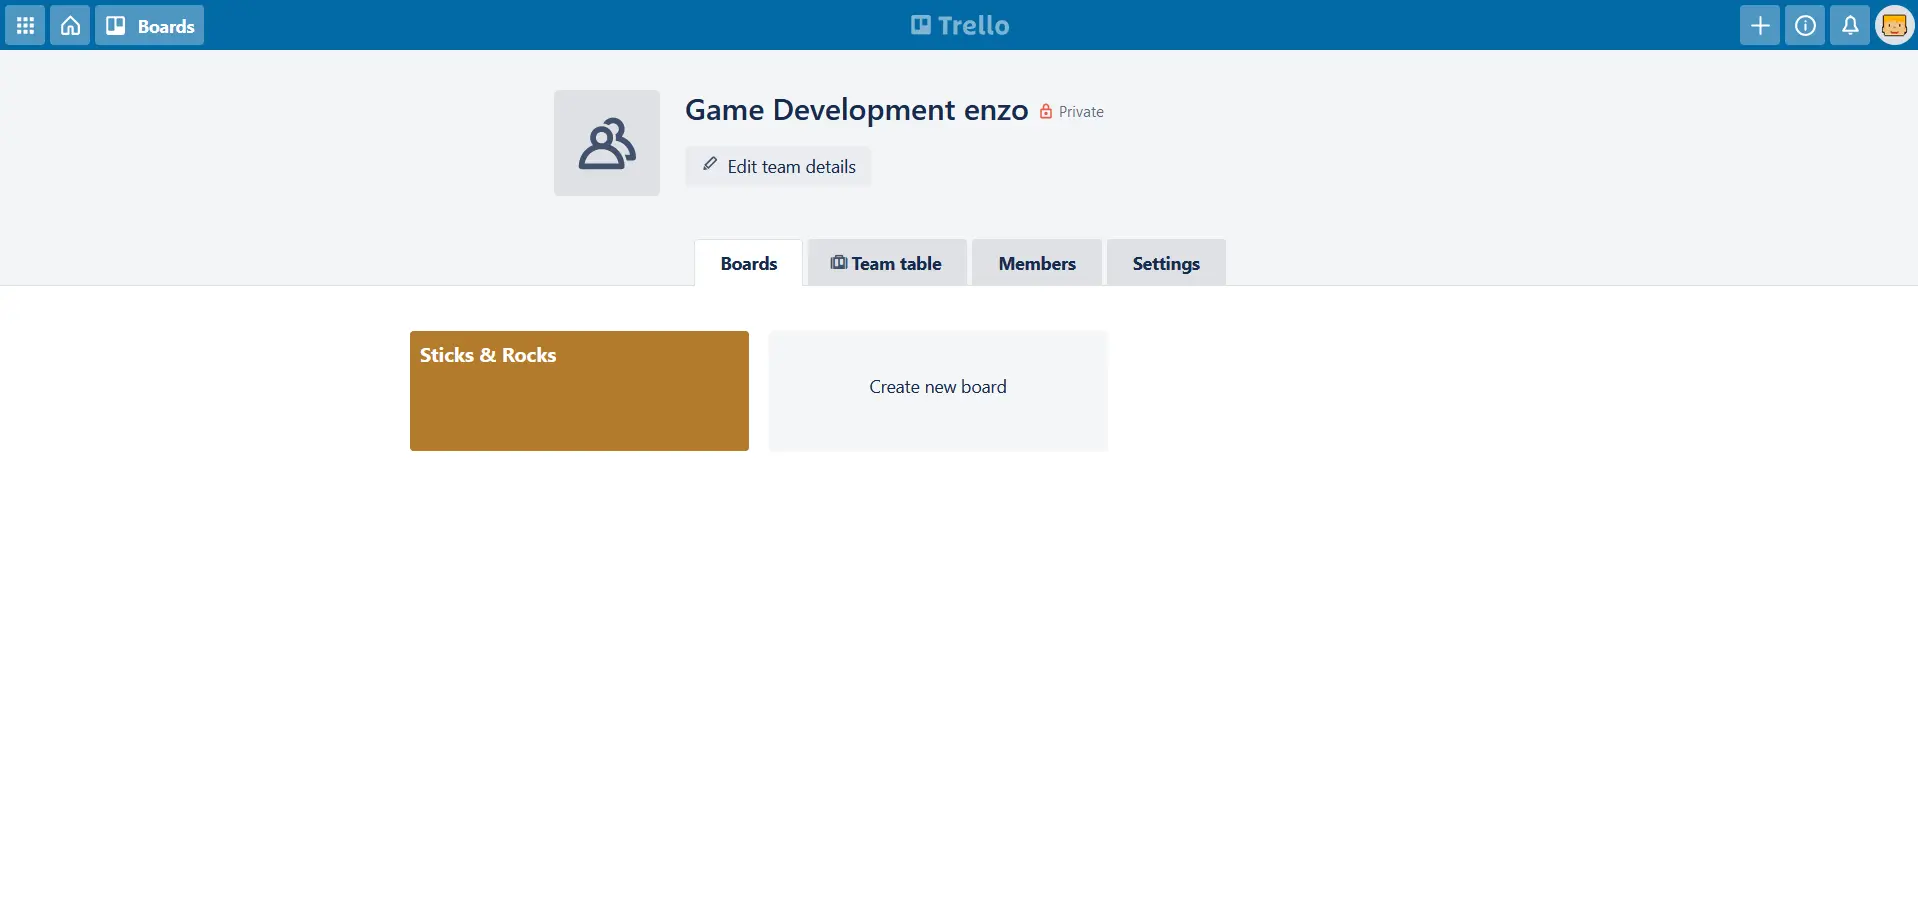 Boards
Trello
Game Development enzo
Private
Edit team details
Boards
Team table
Members
Settings
Sticks & Rocks
Create new board